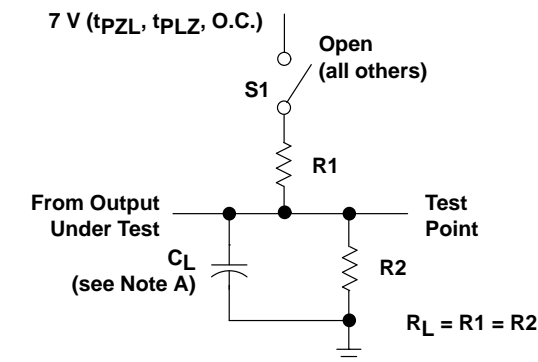 7 V (tPZL, tPLZ, O.C.)
Open
(all others)
S1
R1
From Output
Under Test
Test
Point
CL
(see Note A)
R2
RL = R1 = R2